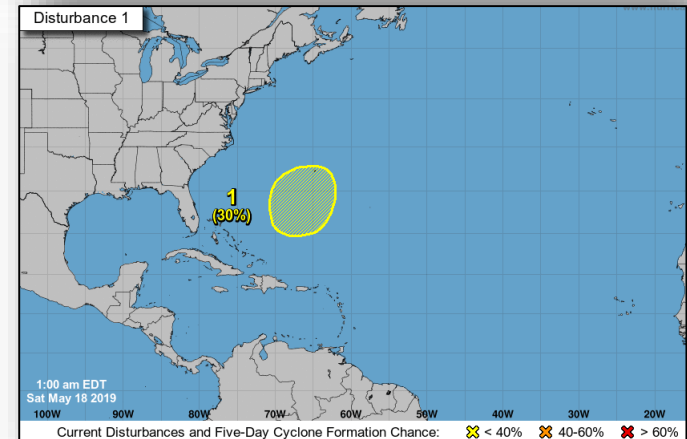 Disturbance 1
1
(30%)
1:00 am EDT
Sat May 18 2019
100W 90W 80W 70W 60W 50W 40W 30W 20W
Current Disturbances and Five-Day Cyclone Formation Chance: < 40% 40-60% > 60%